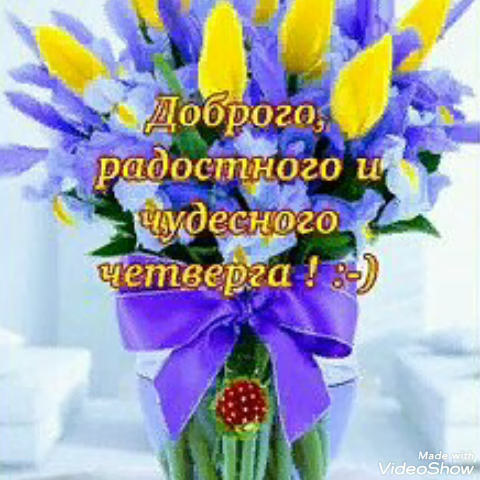 Доброго,
радостного и
чудесного
четверга ! :-)
Made with
VideoShow